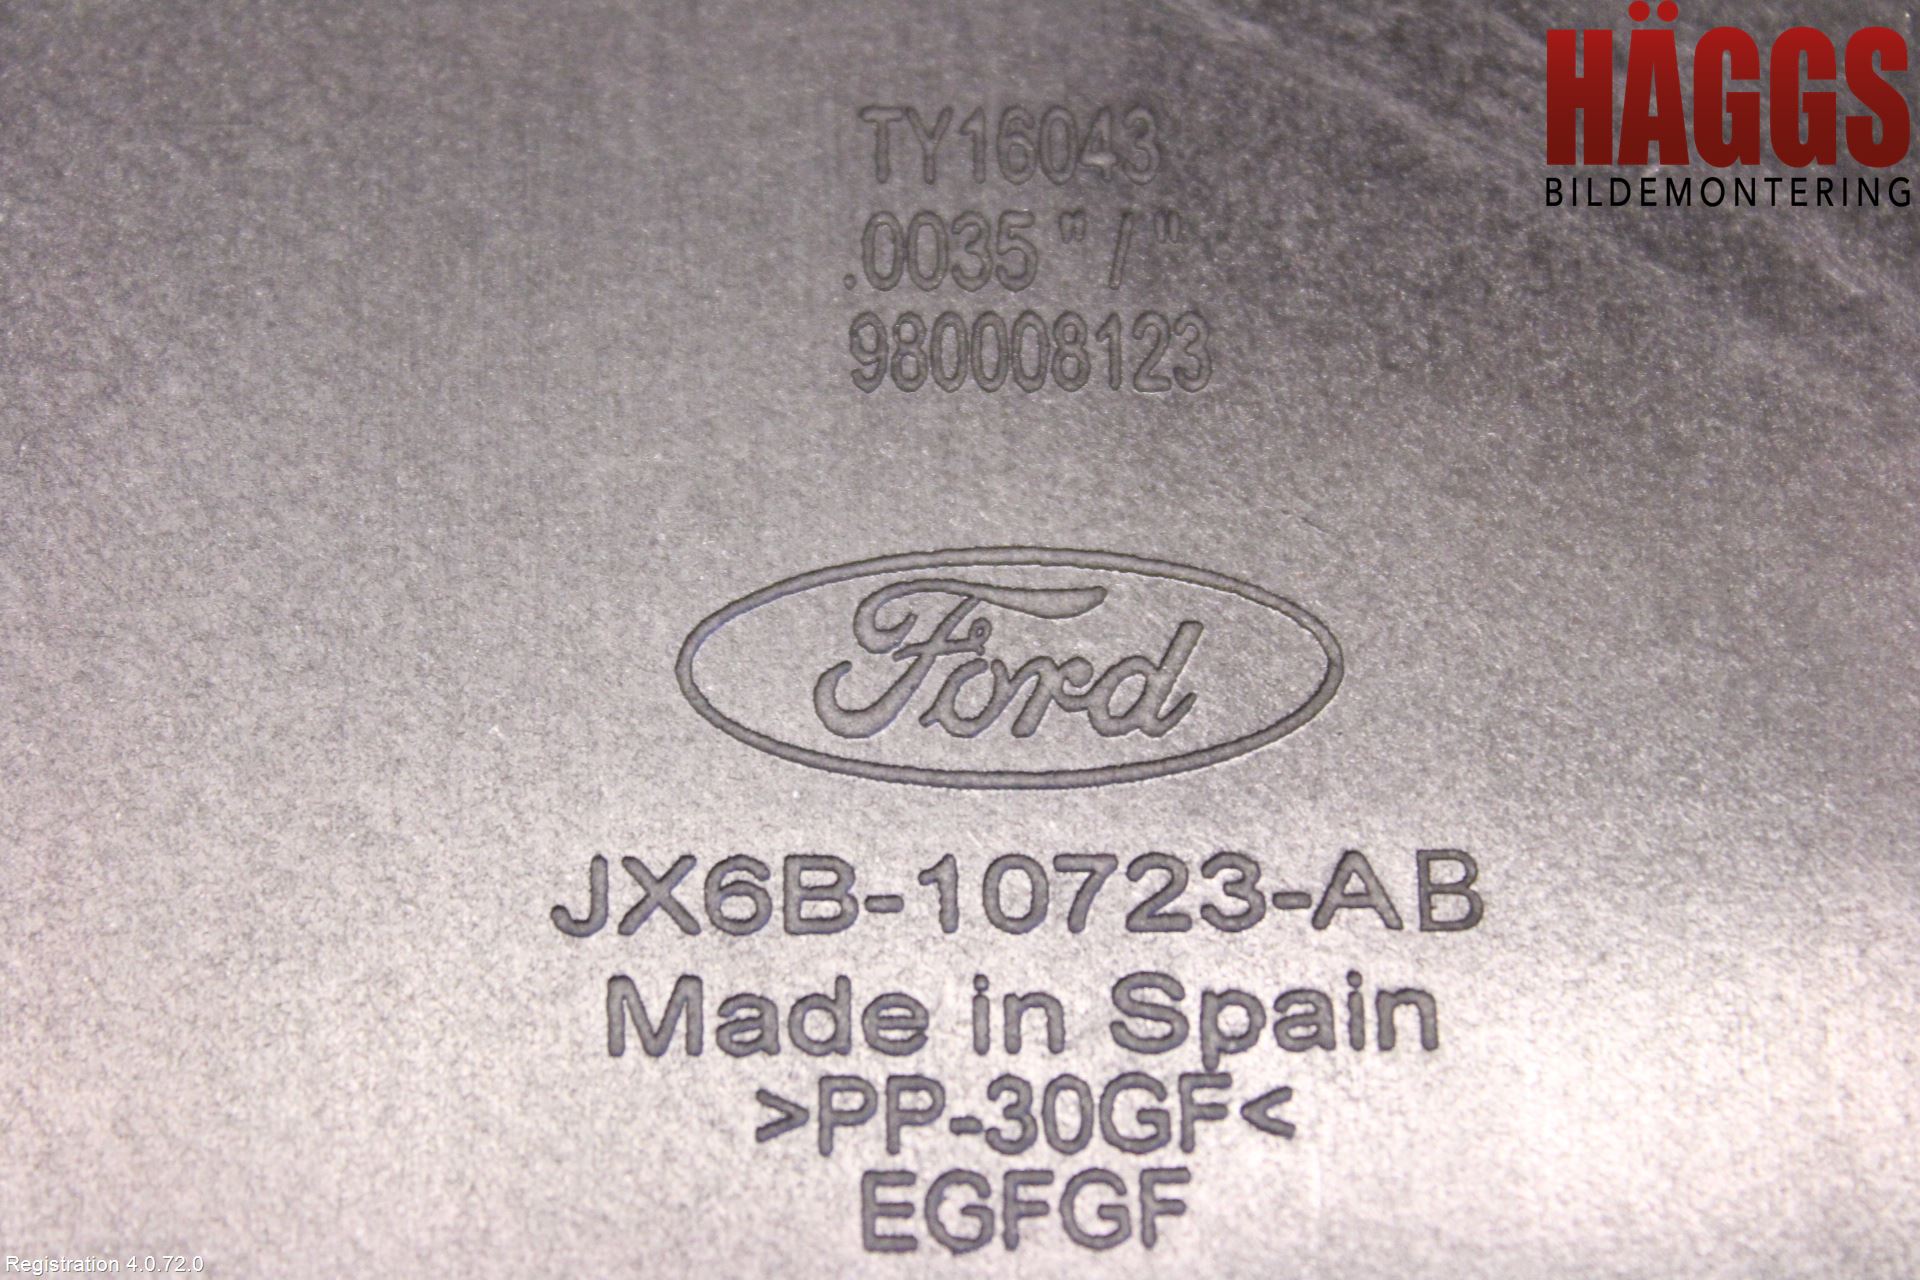 HÄGGS
BILDEMONTERING
TY16043
.0035 " / "
980008123
Ford
JX6B-10723-AB
Made in Spain
>PP-30GF<
EGFGF
Registration 4.0.72.0